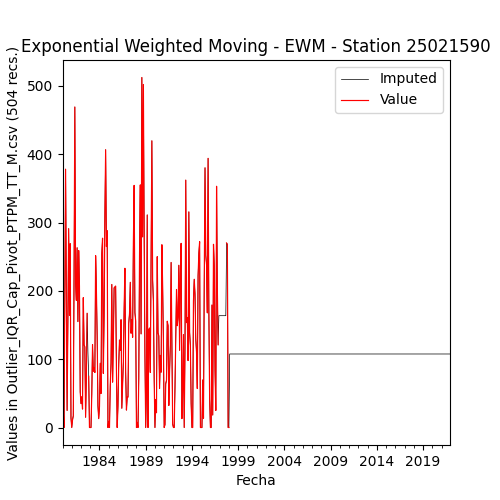 Exponential Weighted Moving - EWM - Station 25021590
Values in Outlier_IQR_Cap_Pivot_PTPM_TT_M.csv (504 recs.)
Imputed
Value
500
400
300
200
100
0
1984 1989 1994 1999 2004 2009 2014 2019
Fecha